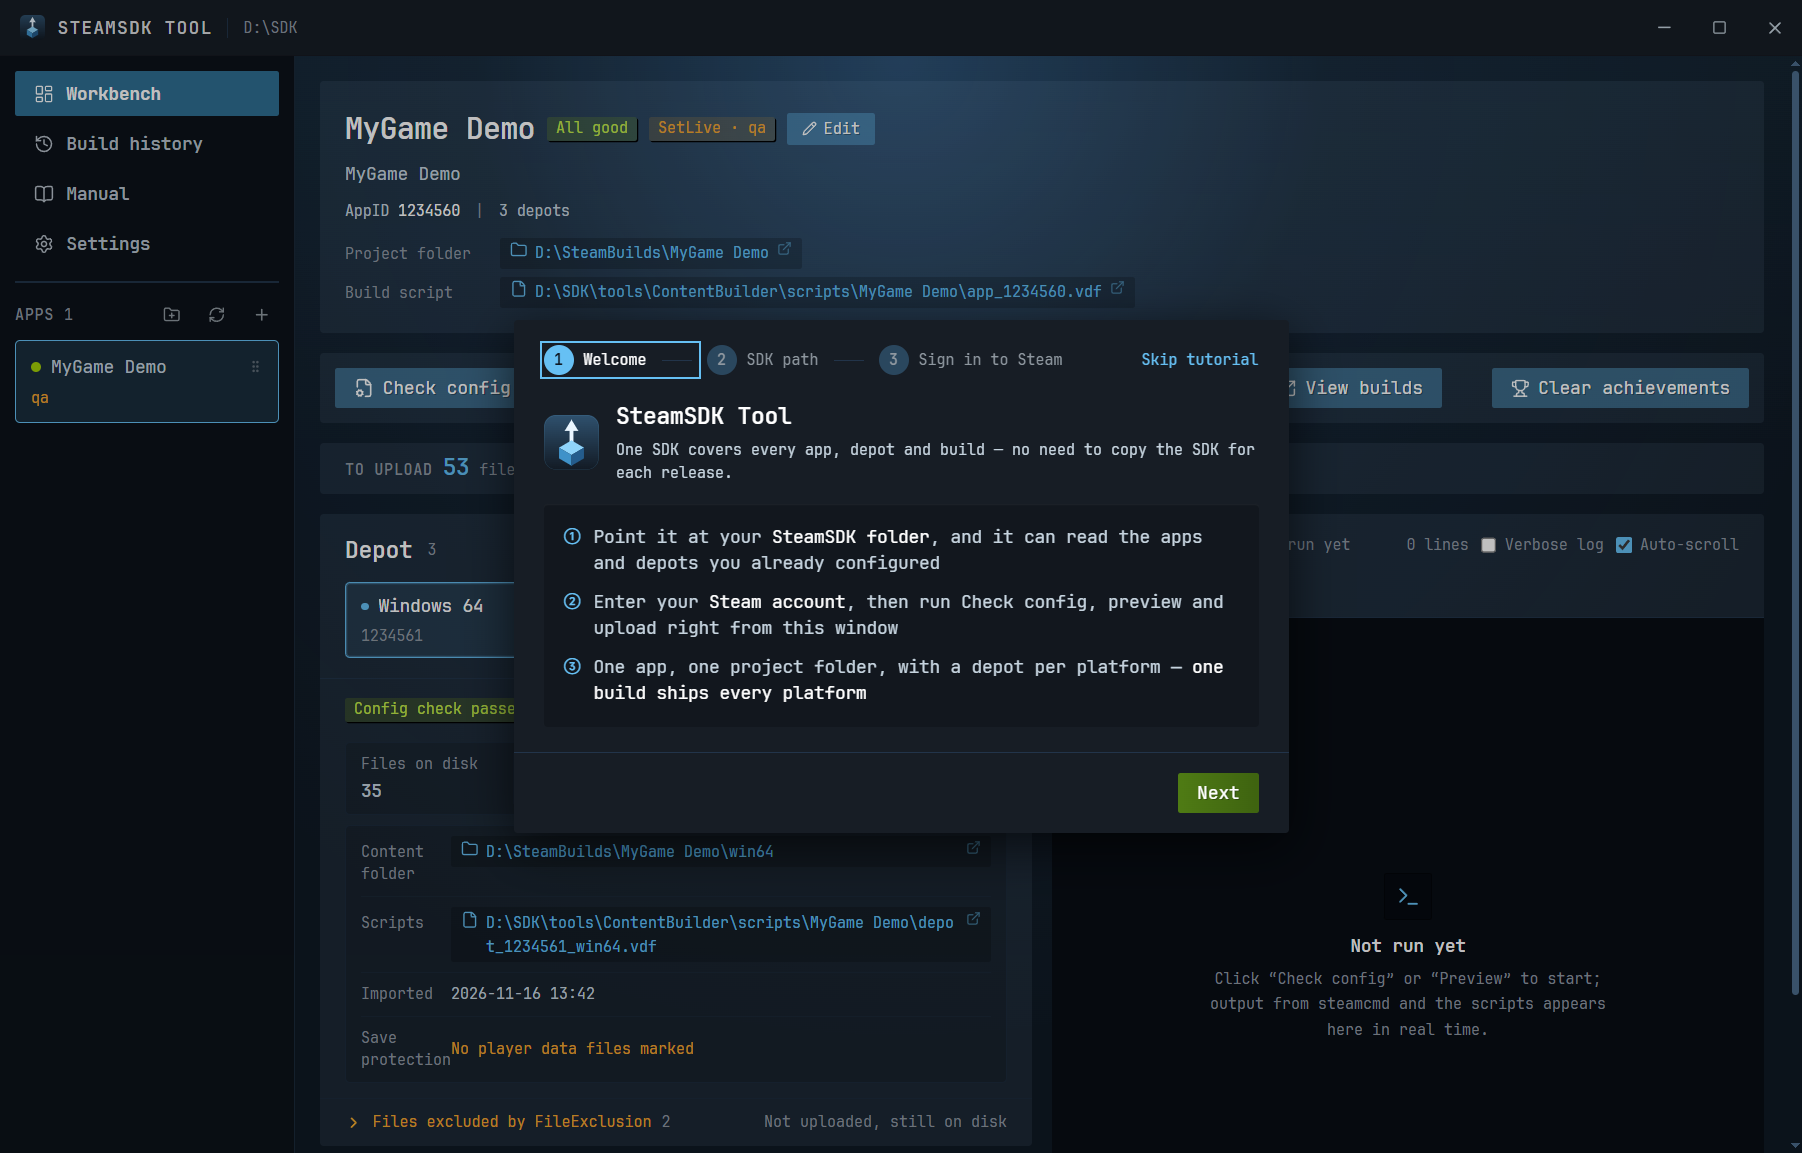 STEAMSDK TOOL
D:\SDK
Workbench
Build history
Manual
Settings
APPS 1
MyGame Demo
qa
MyGame Demo
All good
SetLive · qa
Edit
MyGame Demo
AppID 1234560 | 3 depots
Project folder
D:\SteamBuilds\MyGame Demo
Build script
D:\SDK\tools\ContentBuilder\scripts\MyGame Demo\app_1234560.vdf
Check config
View builds
Clear achievements
TO UPLOAD 53 file
Depot 3
Windows 64
1234561
Config check passe
Files on disk
35
Content
folder
D:\SteamBuilds\MyGame Demo\win64
Scripts
D:\SDK\tools\ContentBuilder\scripts\MyGame Demo\depo
t_1234561_win64.vdf
Imported
2026-11-16 13:42
Save
protection
No player data files marked
Files excluded by FileExclusion 2
Not uploaded, still on disk
run yet
0 lines
Verbose log
Auto-scroll
Not run yet
Click “Check config” or “Preview” to start;
output from steamcmd and the scripts appears
here in real time.
1 Welcome
2 SDK path
3 Sign in to Steam
Skip tutorial
SteamSDK Tool
One SDK covers every app, depot and build — no need to copy the SDK for
each release.
1 Point it at your SteamSDK folder, and it can read the apps
and depots you already configured
2 Enter your Steam account, then run Check config, preview and
upload right from this window
3 One app, one project folder, with a depot per platform — one
build ships every platform
Next